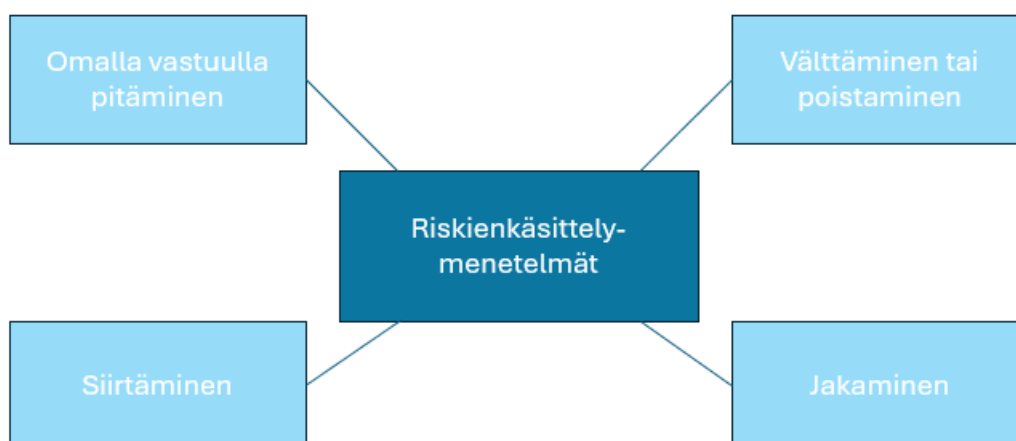 Omalla vastuulla
pitäminen
Välttäminen tai
poistaminen
Riskienkäsittely-
menetelmät
Siirtäminen
Jakaminen